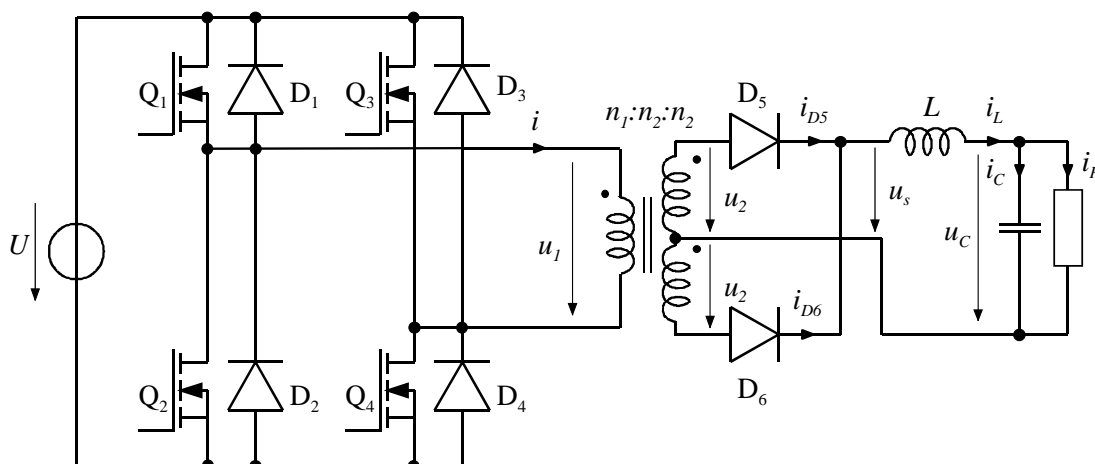 Q1
D1
Q3
D3
i
n1:n2:n2
D5
iD5
L
iL
iC
U
u1
u2
us
uC
u2
iD6
D6
Q2
D2
Q4
D4